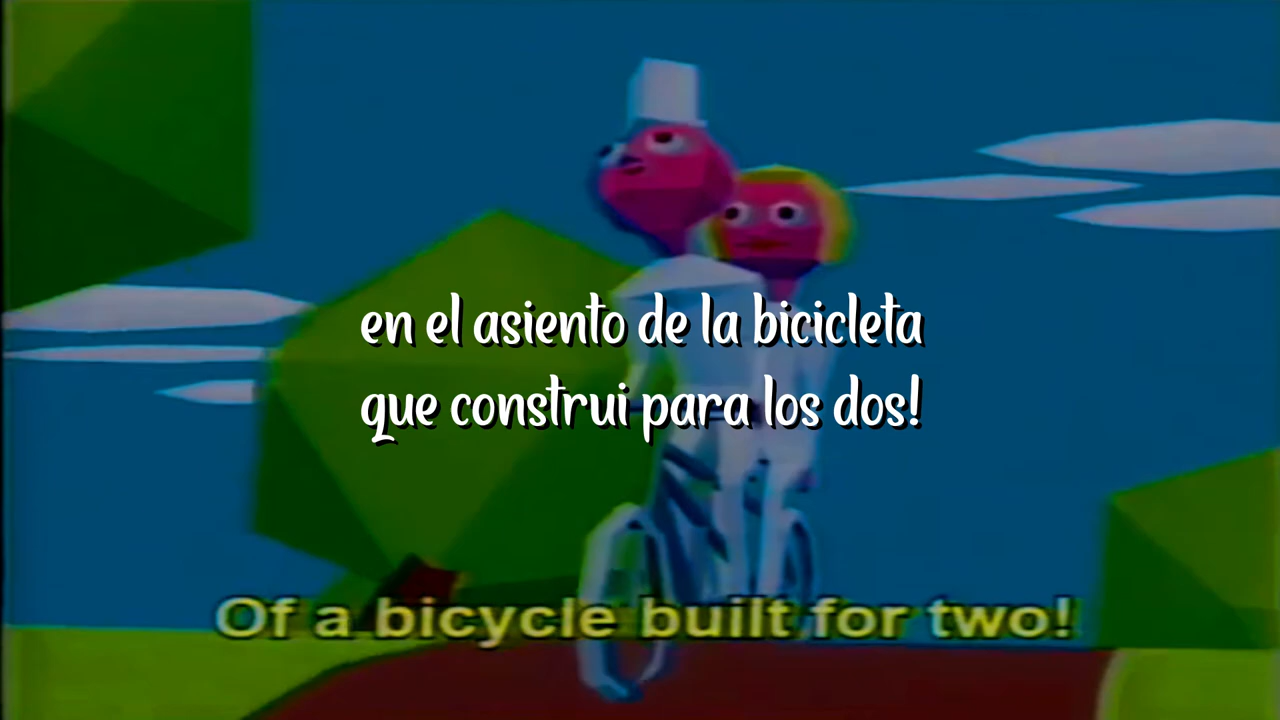 en el asiento de la bicicleta
que construi para los dos!
Of a bicycle built for two!